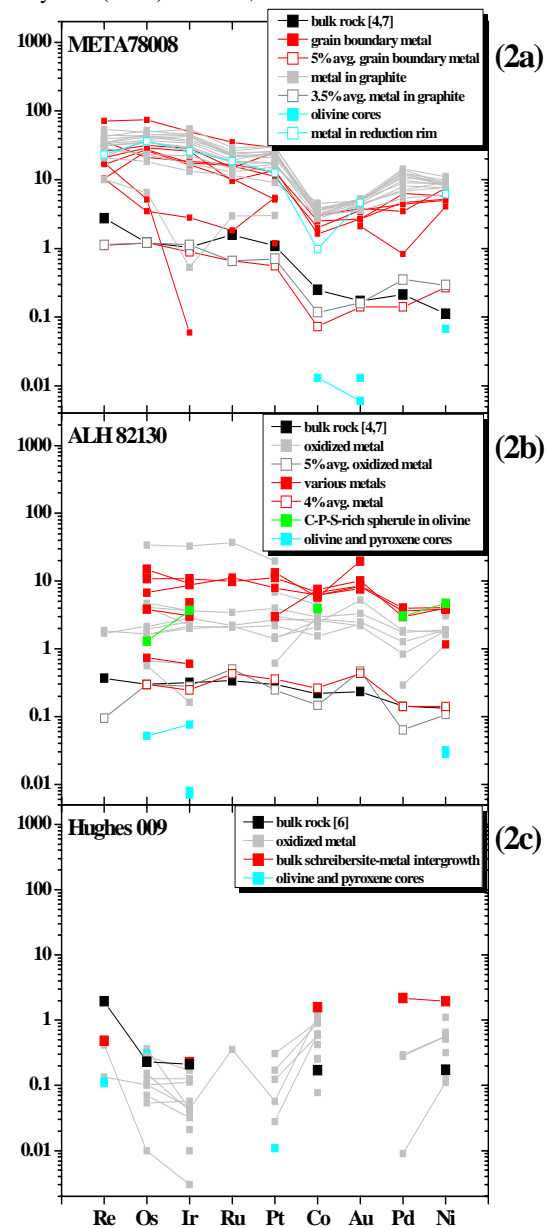 META78008
bulk rock [4,7]
grain boundary metal
5% avg. grain boundary metal
metal in graphite
3.5% avg. metal in graphite
olivine cores
metal in reduction rim
(2a)
1000
100
10
1
0.1
0.01
ALH 82130
bulk rock [4,7]
oxidized metal
5% avg. oxidized metal
various metals
4% avg. metal
C-P-S-rich spherule in olivine
olivine and pyroxene cores
(2b)
1000
100
10
1
0.1
0.01
Hughes 009
bulk rock [6]
oxidized metal
bulk schreibersite-metal intergrowth
olivine and pyroxene cores
(2c)
1000
100
10
1
0.1
0.01
Re Os Ir Ru Pt Co Au Pd Ni